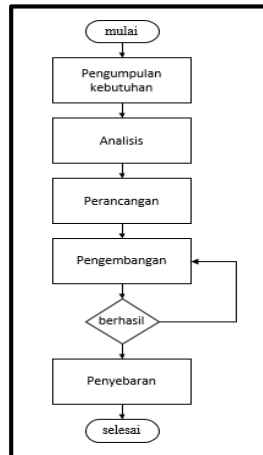 mulai
Pengumpulan
kebutuhan
Analisis
Perancangan
Pengembangan
berhasil
Penyebaran
selesai